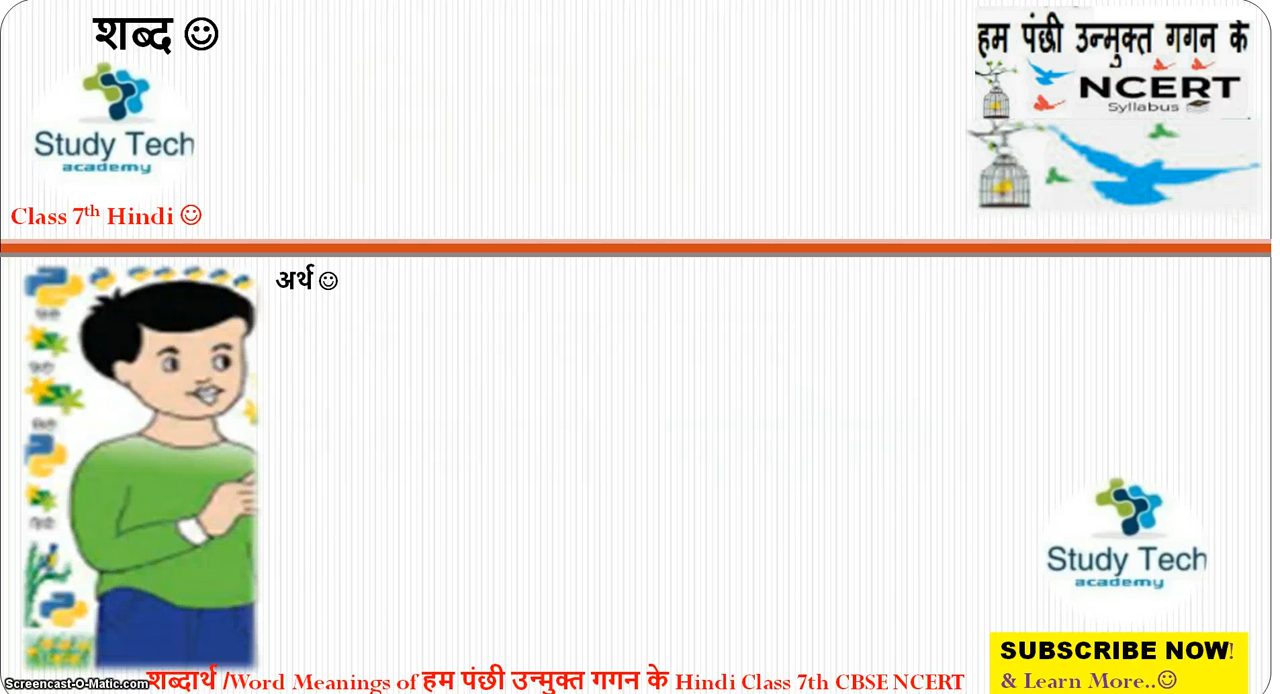 शब्द ☺
Study Tech
academy
Class 7th Hindi ☺
हम पंछी उन्मुक्त गगन के
NCERT
Syllabus
अर्थ ☺
Study Tech
academy
SUBSCRIBE NOW!
& Learn More..☺
शब्दार्थ /Word Meanings of हम पंछी उन्मुक्त गगन के Hindi Class 7th CBSE NCERT
Screencast-O-Matic.com